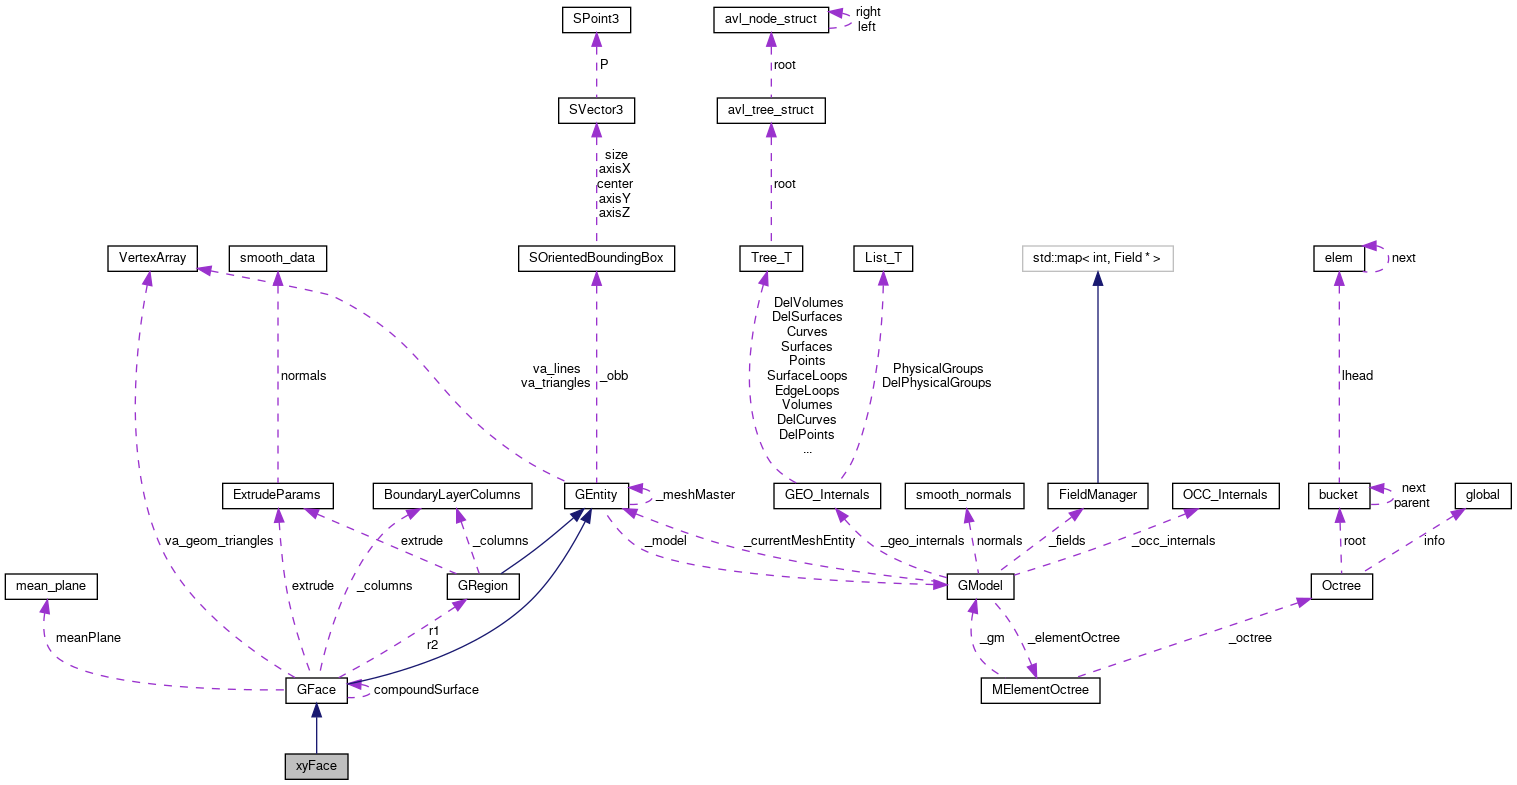 SPoint3
avl_node_struct
right
left
P
root
SVector3
avl_tree_struct
size
axisX
center
axisY
axisZ
root
VertexArray
smooth_data
SOrientedBoundingBox
Tree_T
List_T
std::map< int, Field * >
elem
next
normals
va_lines
va_triangles
_obb
DelVolumes
DelSurfaces
Curves
Surfaces
Points
SurfaceLoops
EdgeLoops
Volumes
DelCurves
DelPoints
...
PhysicalGroups
DelPhysicalGroups
lhead
ExtrudeParams
BoundaryLayerColumns
GEntity
_meshMaster
GEO_Internals
smooth_normals
FieldManager
OCC_Internals
bucket
next
parent
global
va_geom_triangles
extrude
_columns
_model
_currentMeshEntity
_geo_internals
normals
_fields
_occ_internals
root
info
mean_plane
extrude
_columns
GRegion
GModel
Octree
meanPlane
r1
r2
_gm
_elementOctree
_octree
GFace
compoundSurface
MElementOctree
xyFace